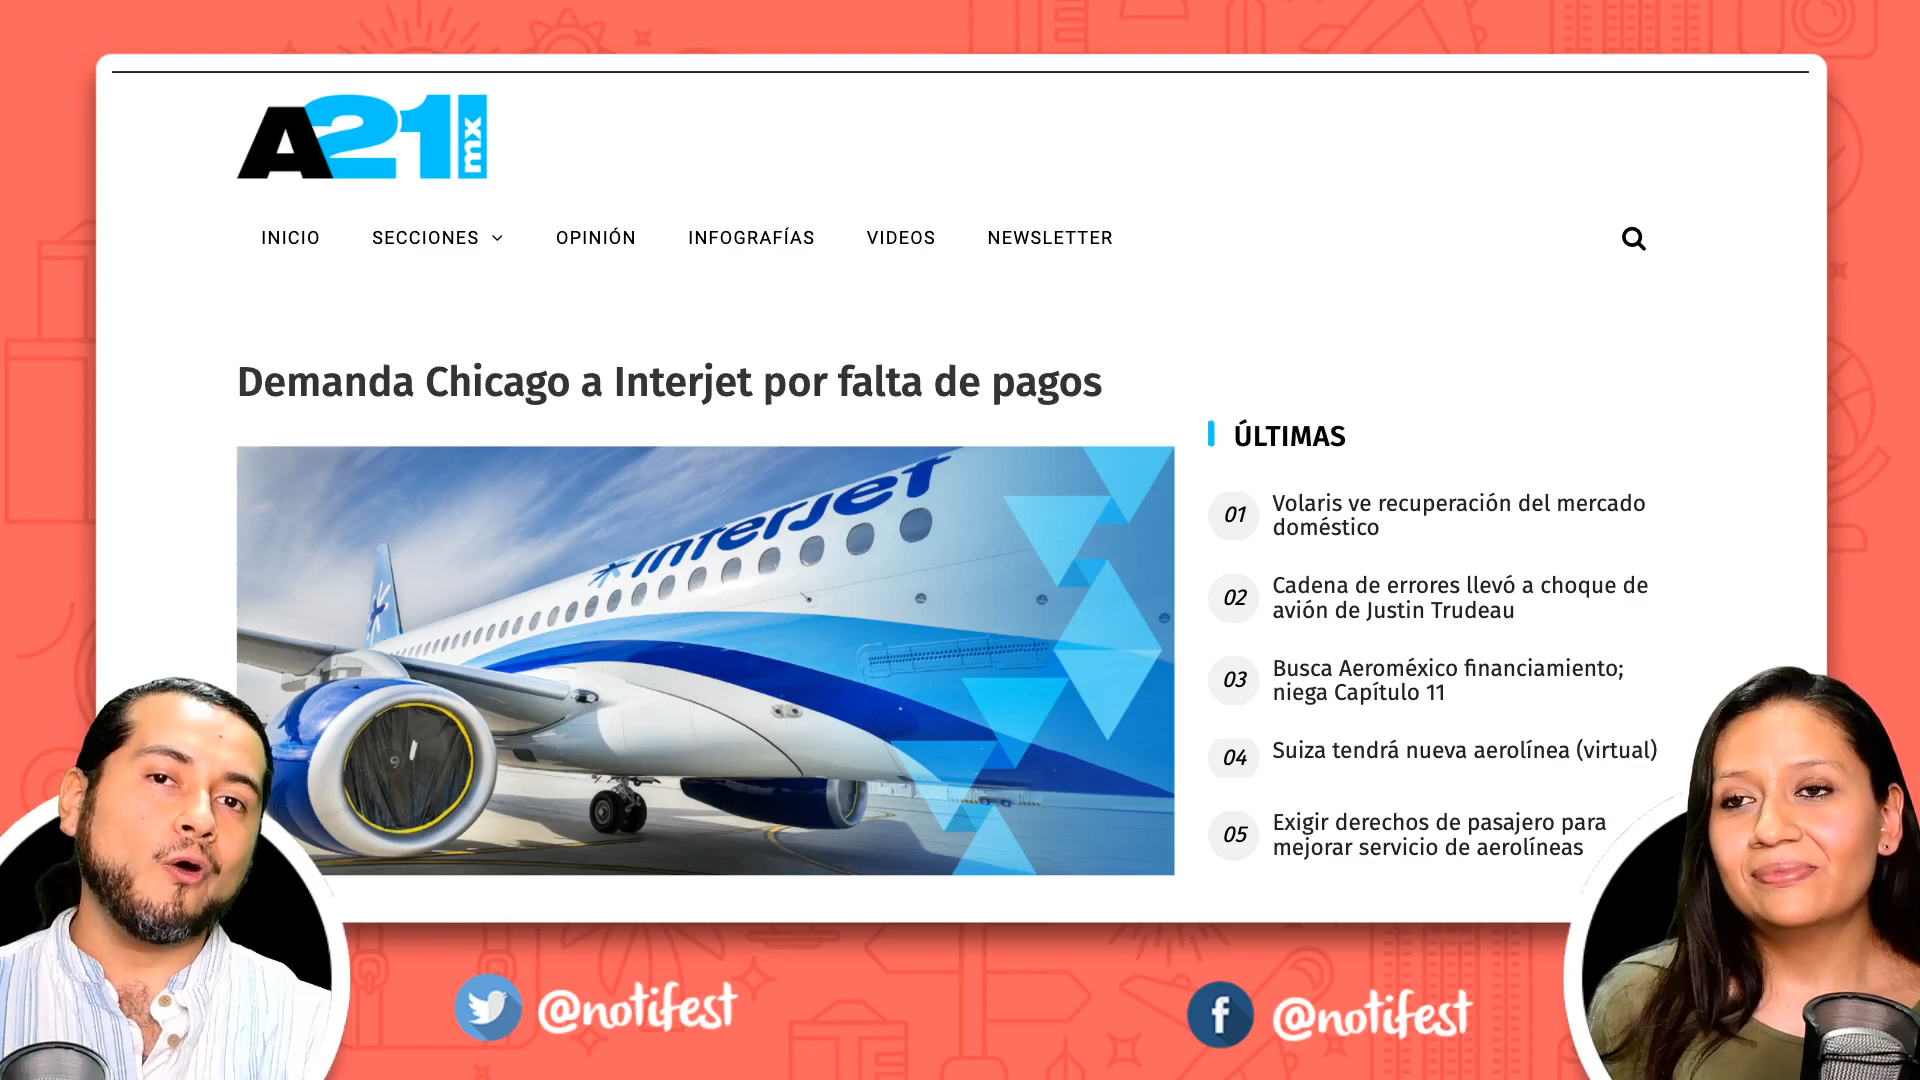 A21mx
INICIO SECCIONES OPINIÓN INFOGRAFÍAS VIDEOS NEWSLETTER
Demanda Chicago a Interjet por falta de pagos
interjet
ÚLTIMAS
01 Volaris ve recuperación del mercado
doméstico
02 Cadena de errores llevó a choque de
avión de Justin Trudeau
03 Busca Aeroméxico financiamiento;
niega Capítulo 11
04 Suiza tendrá nueva aerolínea (virtual)
05 Exigir derechos de pasajero para
mejorar servicio de aerolíneas
@notifest
f @notifest